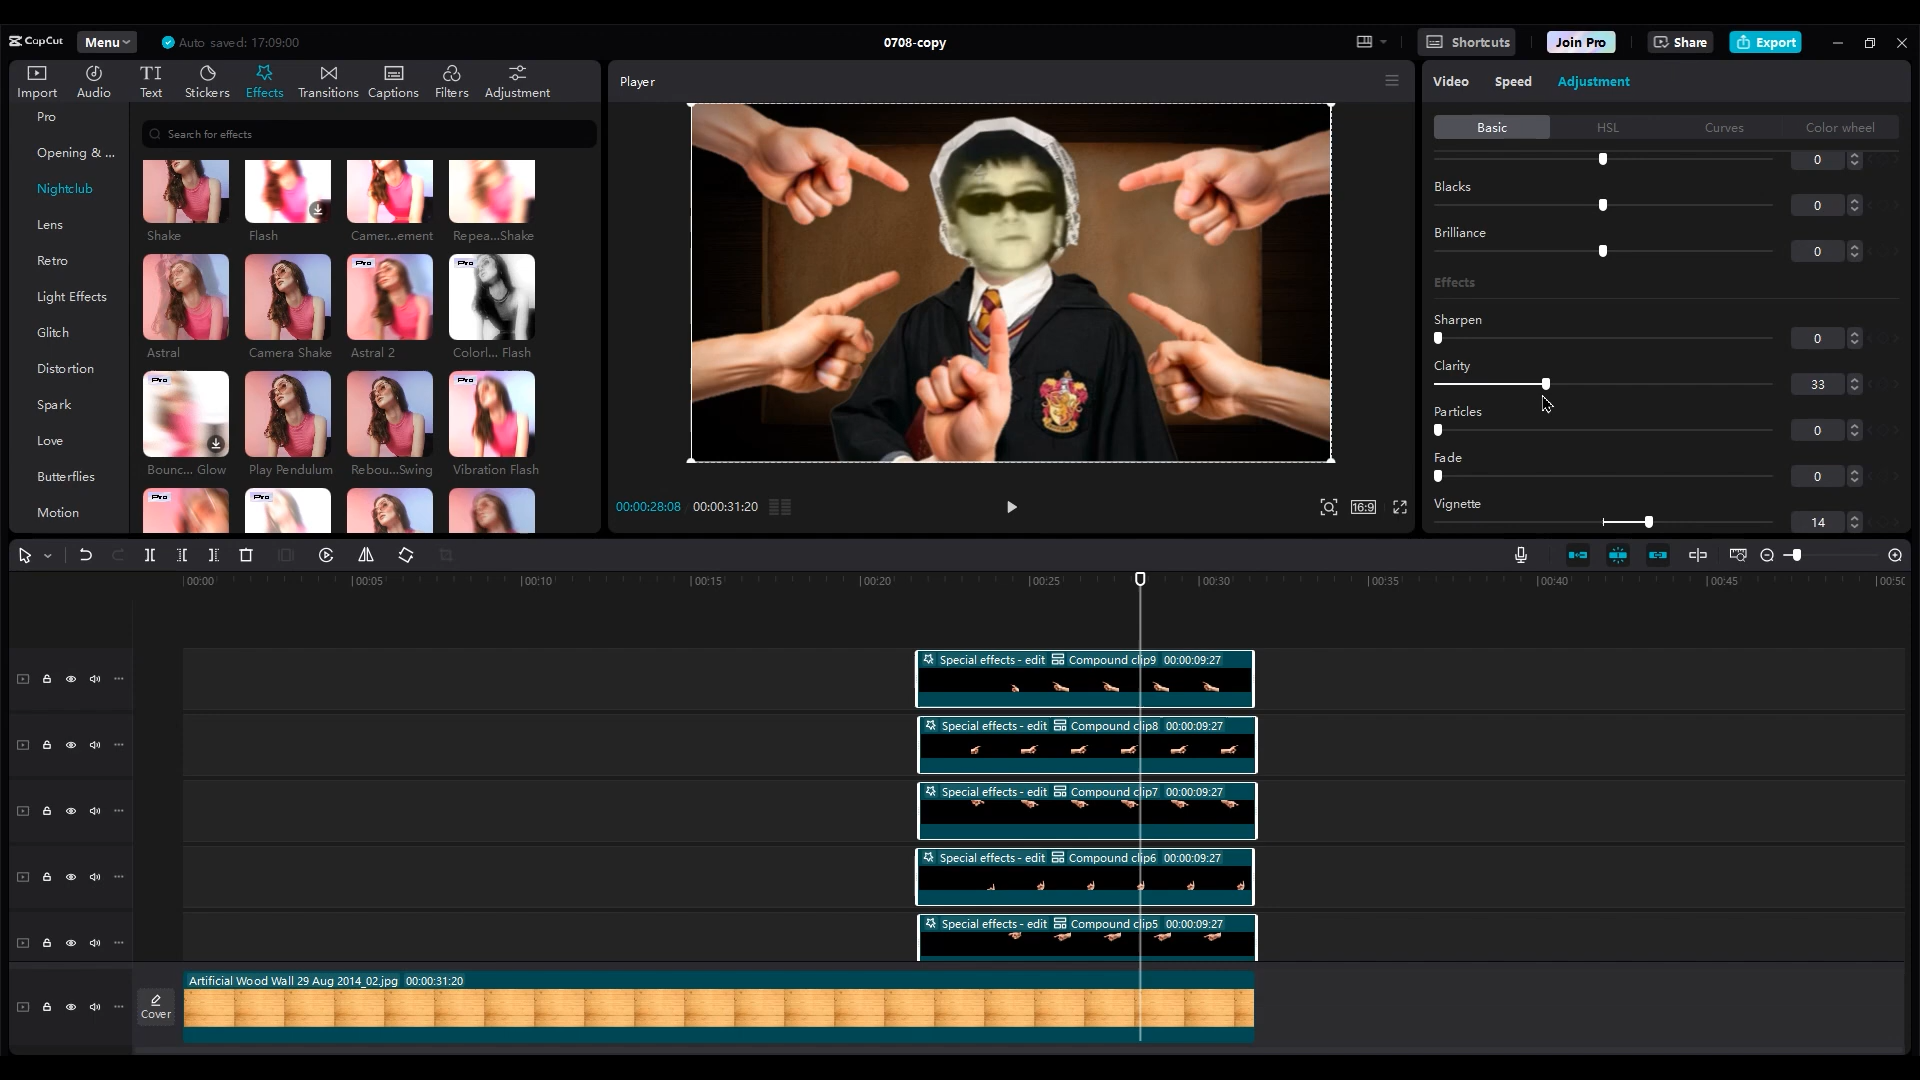 CapCut
Menu
Auto saved: 17:09:00
0708-copy
Shortcuts
Join Pro
Share
Export
Import
Audio
TI
Text
Stickers
Effects
Transitions
Captions
Filters
Adjustment
Pro
Opening & ...
Nightclub
Lens
Retro
Light Effects
Glitch
Distortion
Spark
Love
Butterflies
Motion
Search for effects
Shake
Flash
Camer...ement
Repea...Shake
Pro
Pro
Astral
Camera Shake
Astral 2
Colorl... Flash
Pro
Pro
Bounc... Glow
Play Pendulum
Rebou...Swing
Vibration Flash
Pro
Pro
Player
00:00:28:08
00:00:31:20
16:9
Video
Speed
Adjustment
Basic
HSL
Curves
Color wheel
0
Blacks
0
Brilliance
0
Effects
Sharpen
0
Clarity
33
Particles
0
Fade
0
Vignette
14
00:00
00:05
00:10
00:15
00:20
00:25
00:30
00:35
00:40
00:45
00:50
Special effects - edit Compound clip9 00:00:09:27
Special effects - edit Compound clip8 00:00:09:27
Special effects - edit Compound clip7 00:00:09:27
Special effects - edit Compound clip6 00:00:09:27
Special effects - edit Compound clip5 00:00:09:27
Artificial Wood Wall 29 Aug 2014_02.jpg 00:00:31:20
Cover